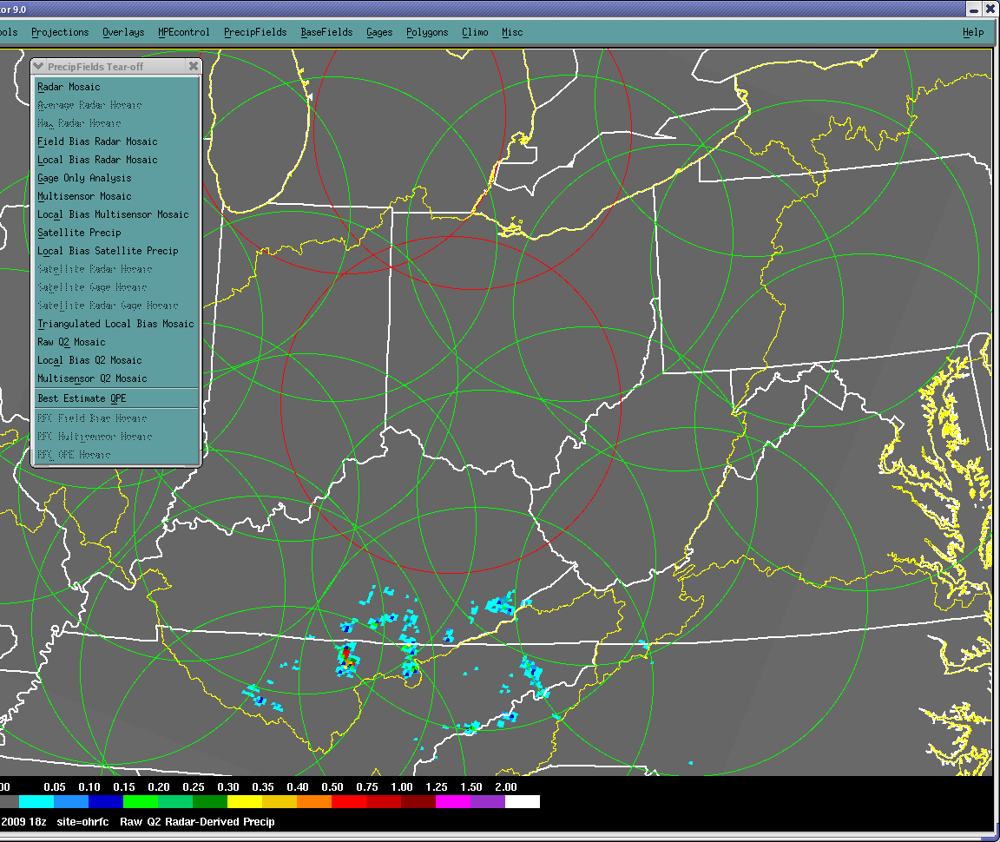 tor 9.0
ols Projections Overlays MPEcontrol PrecipFields BaseFields Gages Polygons Climo Misc Help
PrecipFields Tear-off
Radar Mosaic
Average Radar Mosaic
Max Radar Mosaic
Field Bias Radar Mosaic
Local Bias Radar Mosaic
Gage Only Analysis
Multisensor Mosaic
Local Bias Multisensor Mosaic
Satellite Precip
Local Bias Satellite Precip
Satellite Radar Mosaic
Satellite Gage Mosaic
Satellite Radar Gage Mosaic
Triangulated Local Bias Mosaic
Raw Q2 Mosaic
Local Bias Q2 Mosaic
Multisensor Q2 Mosaic
Best Estimate QPE
RFC Field Bias Mosaic
RFC Multisensor Mosaic
RFC QPE Mosaic
00 0.05 0.10 0.15 0.20 0.25 0.30 0.35 0.40 0.50 0.75 1.00 1.25 1.50 2.00
2009 18z site=ohrfc Raw Q2 Radar-Derived Precip